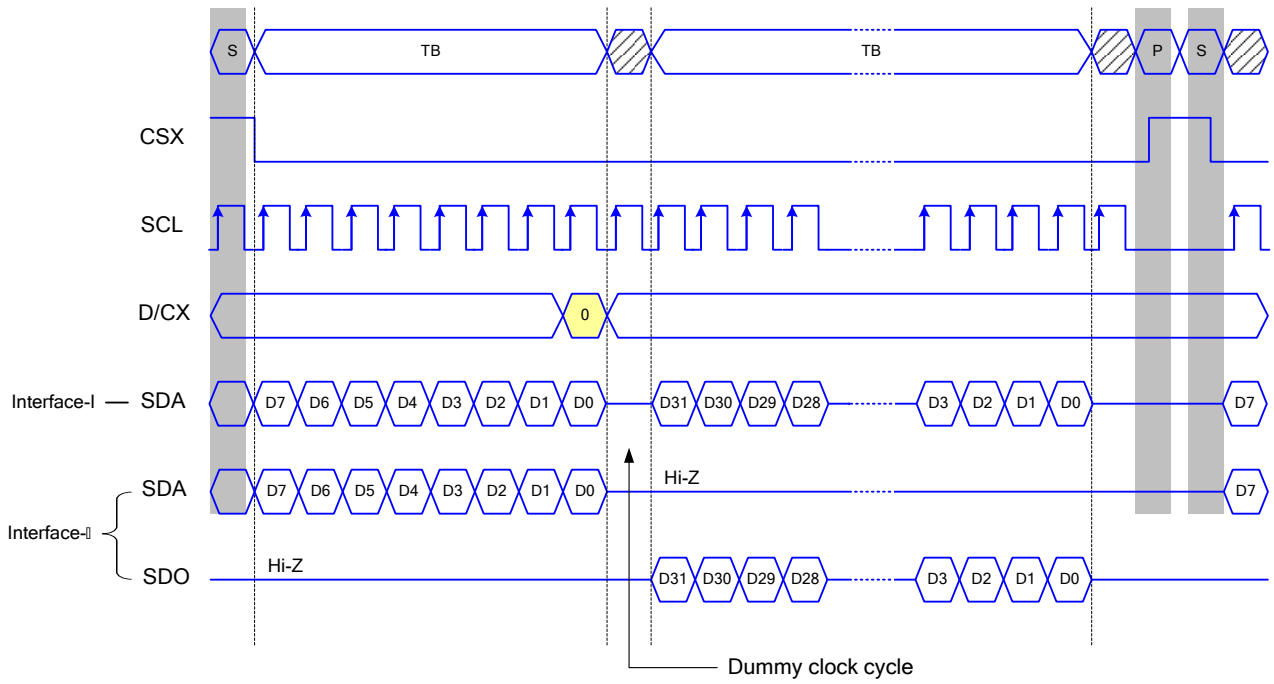 S TB TB P S
CSX
SCL
D/CX 0
Interface-I SDA D7 D6 D5 D4 D3 D2 D1 D0 D31 D30 D29 D28 D3 D2 D1 D0 D7
SDA D7 D6 D5 D4 D3 D2 D1 D0 Hi-Z D7
Interface-▯
SDO Hi-Z D31 D30 D29 D28 D3 D2 D1 D0
Dummy clock cycle